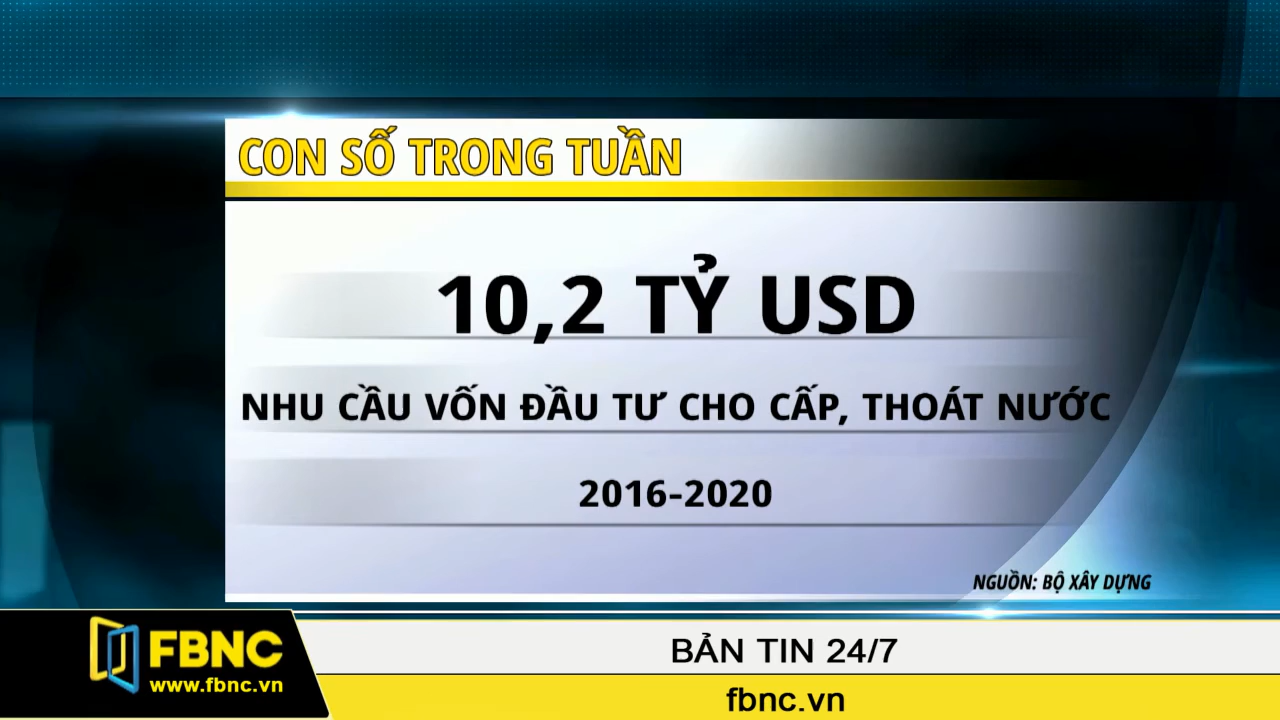 CON SỐ TRONG TUẦN
10,2 TỶ USD
NHU CẦU VỐN ĐẦU TƯ CHO CẤP, THOÁT NƯỚC
2016-2020
NGUỒN: BỘ XÂY DỰNG
FBNC
www.fbnc.vn
BẢN TIN 24/7
fbnc.vn